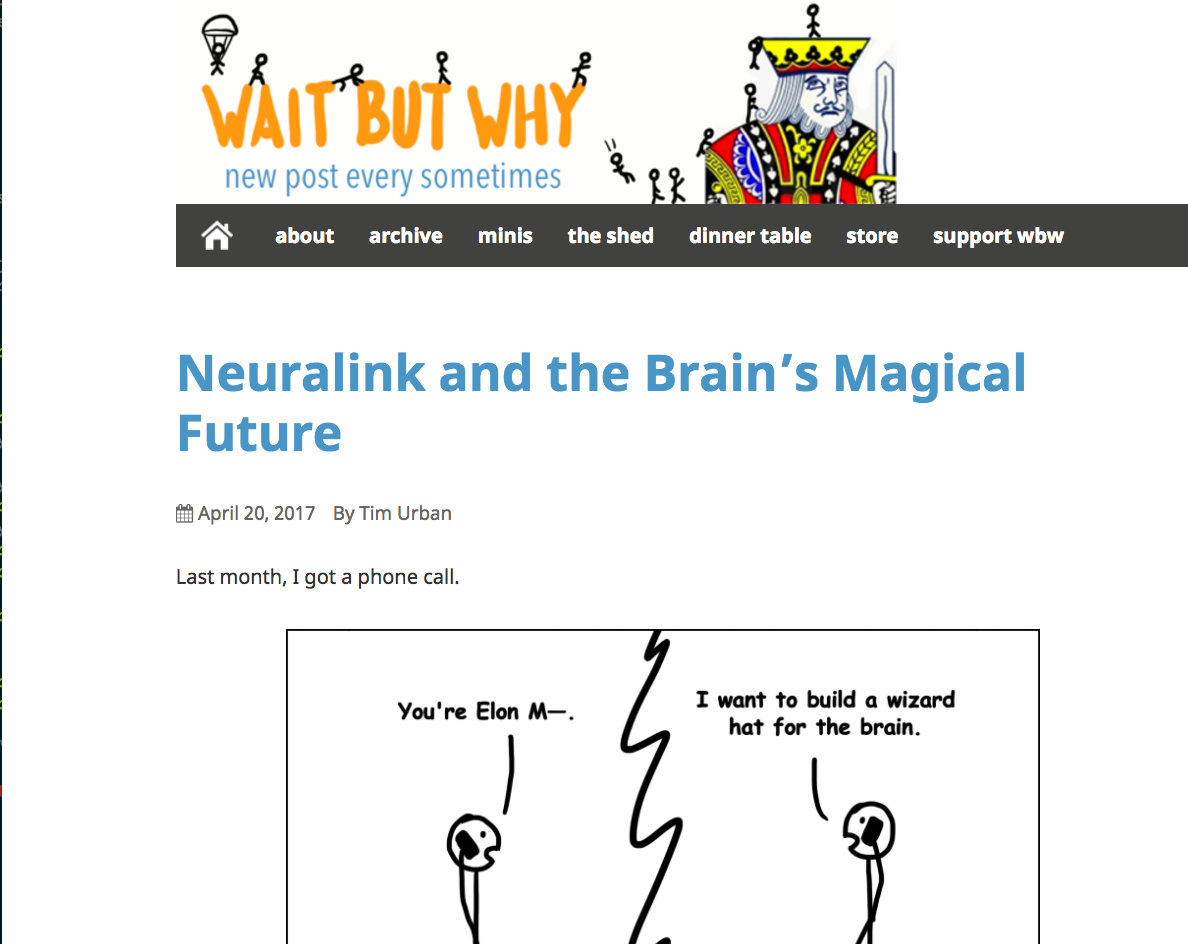 WAIT BUT WHY
new post every sometimes
about archive minis the shed dinner table store support wbw
Neuralink and the Brain’s Magical
Future
April 20, 2017 By Tim Urban
Last month, I got a phone call.
You're Elon M—.
I want to build a wizard
hat for the brain.